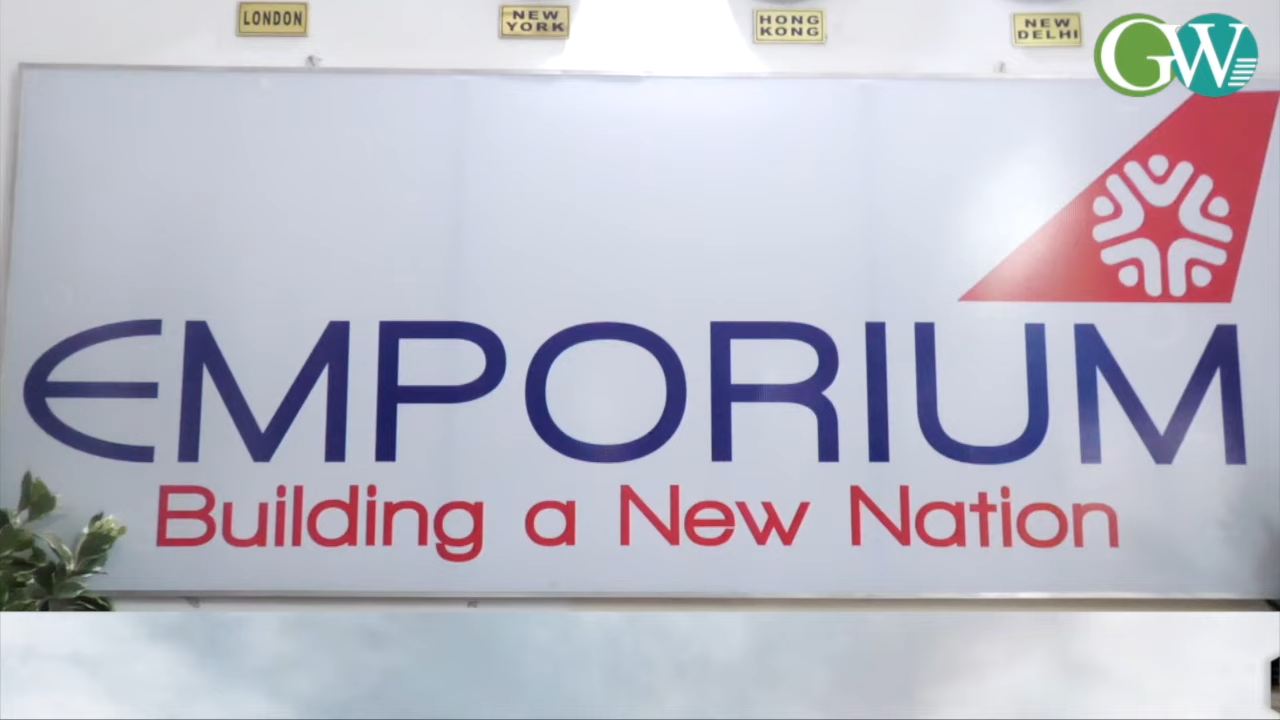 LONDON
NEW
YORK
HONG
KONG
NEW
DELHI
GW
EMPORIUM
Building a New Nation